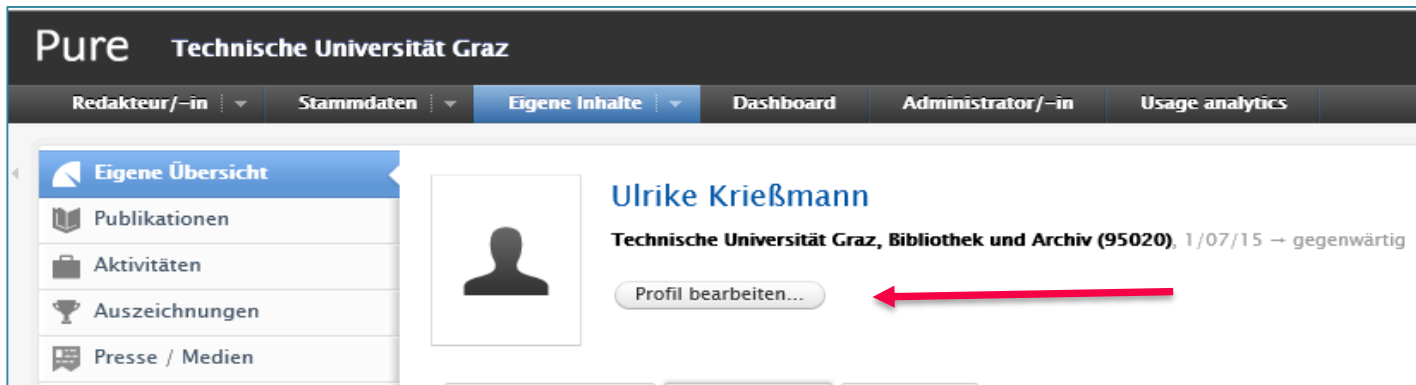 Pure Technische Universität Graz
Redakteur/-in Stammdaten Eigene Inhalte Dashboard Administrator/-in Usage analytics
Eigene Übersicht
Publikationen
Aktivitäten
Auszeichnungen
Presse / Medien
Ulrike Krießmann
Technische Universität Graz, Bibliothek und Archiv (95020), 1/07/15 → gegenwärtig
Profil bearbeiten...